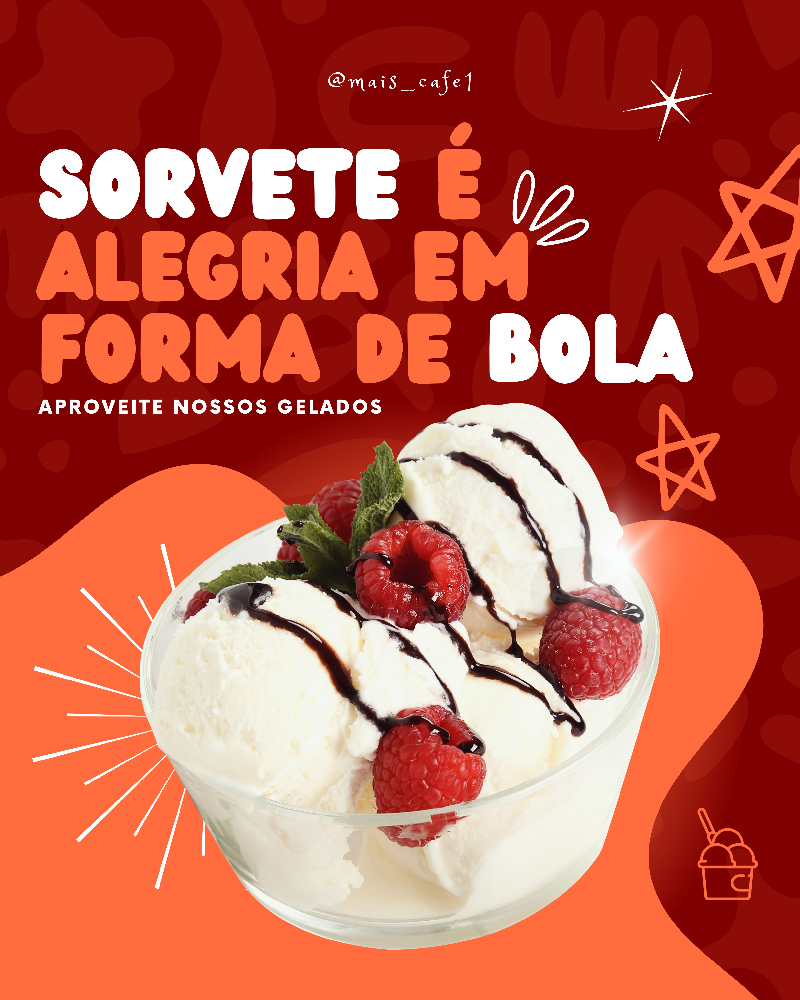 @mais_cafe1
SORVETE É
ALEGRIA EM
FORMA DE BOLA
APROVEITE NOSSOS GELADOS